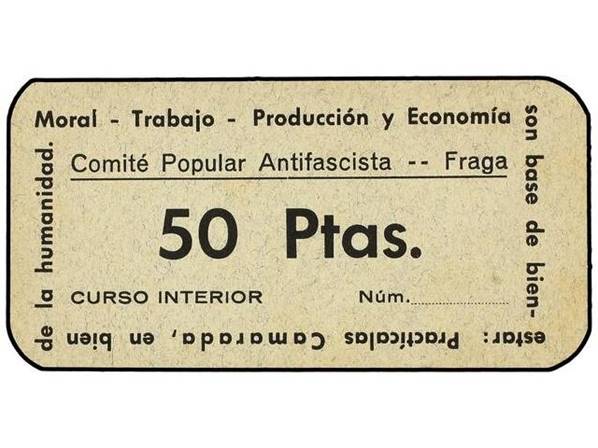 Moral - Trabajo - Producción y Economía
son base de bien-
estar: Practícalas Camarada, en bien
de la humanidad.
Comité Popular Antifascista -- Fraga
50 Ptas.
CURSO INTERIOR Núm.